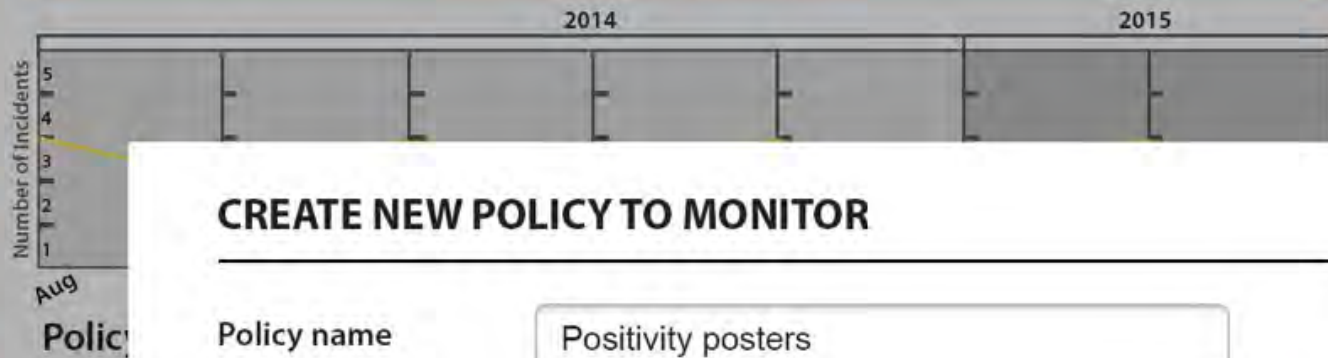 2014 2015
Number of Incidents
5
4
3
2
1
Aug
CREATE NEW POLICY TO MONITOR
Policy name Positivity posters